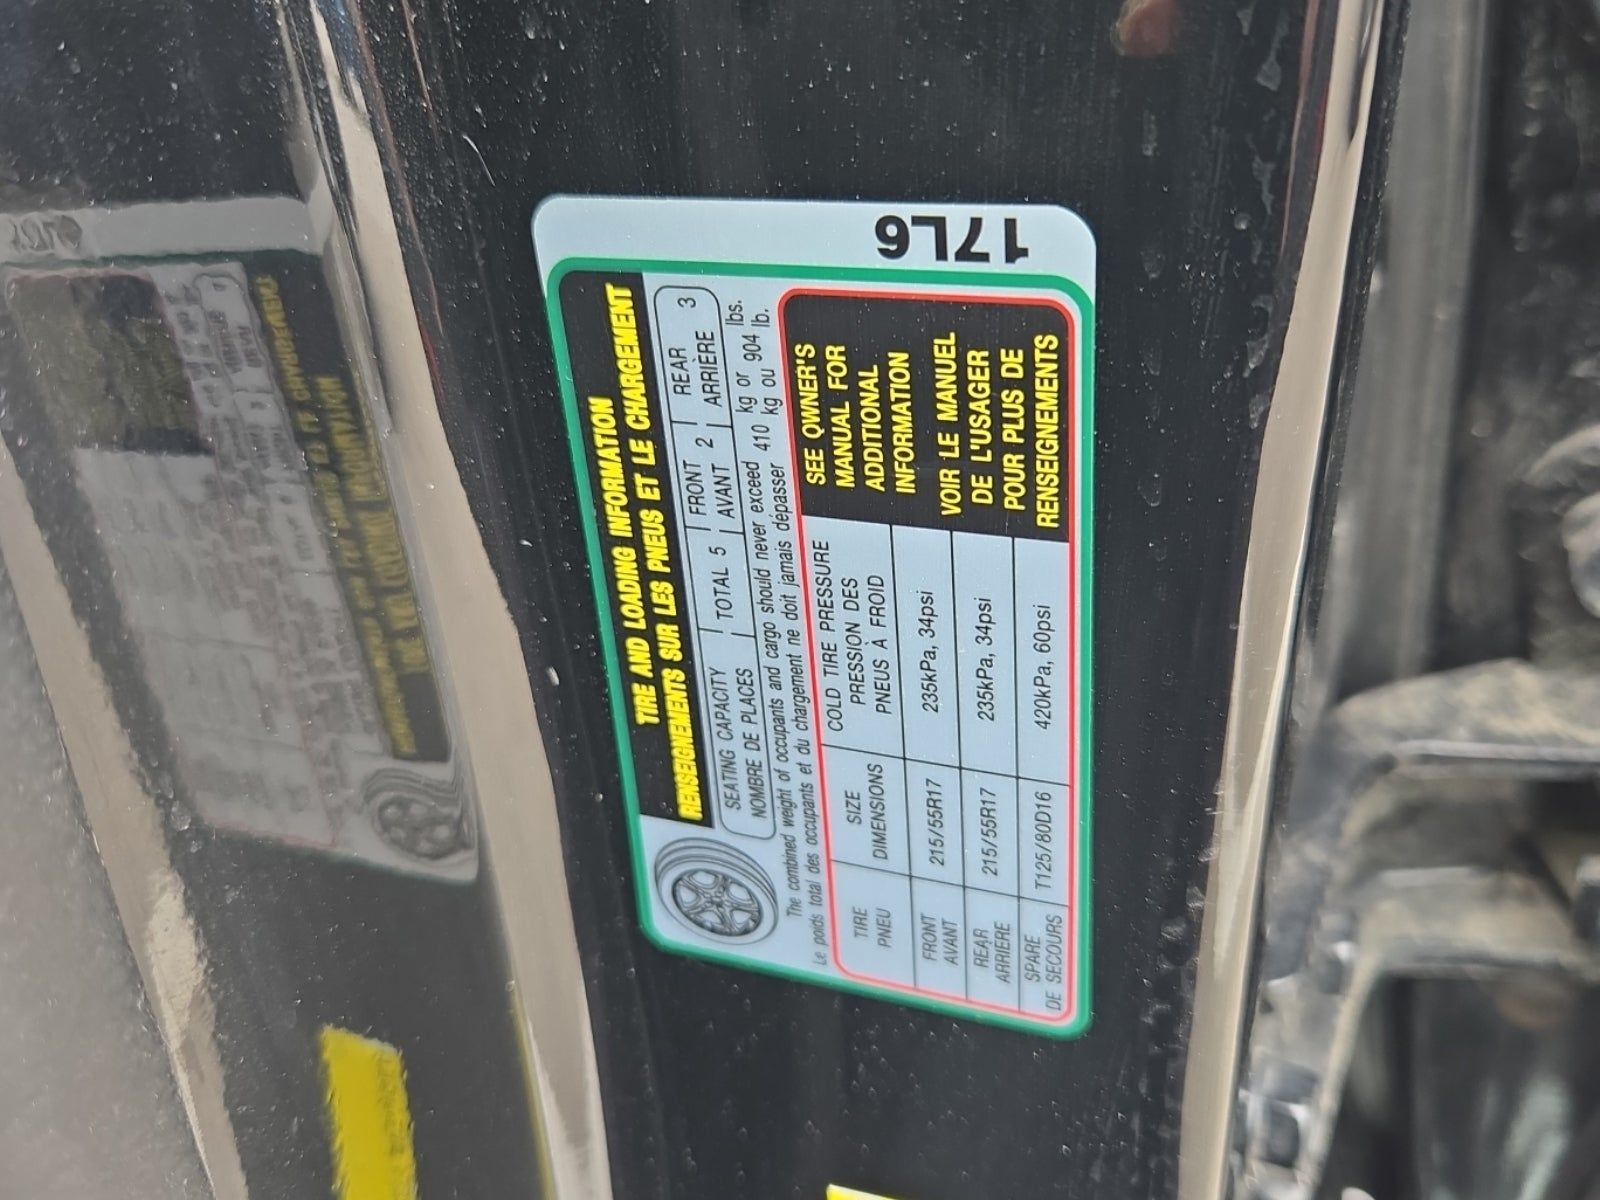 17L6
TIRE AND LOADING INFORMATION
RENSEIGNEMENTS SUR LES PNEUS ET LE CHARGEMENT
SEATING CAPACITY TOTAL 5 FRONT 2 REAR 3
NOMBRE DE PLACES AVANT ARRIÈRE
The combined weight of occupants and cargo should never exceed 410 kg or 904 lbs.
Le poids total des occupants et du chargement ne doit jamais dépasser kg ou lb.
TIRE SIZE COLD TIRE PRESSURE
PNEU DIMENSIONS PRESSION DES
PNEUS À FROID
FRONT 215/55R17 235kPa, 34psi
AVANT
REAR 215/55R17 235kPa, 34psi
ARRIÈRE
SPARE T125/80D16 420kPa, 60psi
DE SECOURS
SEE OWNER'S
MANUAL FOR
ADDITIONAL
INFORMATION
VOIR LE MANUEL
DE L'USAGER
POUR PLUS DE
RENSEIGNEMENTS